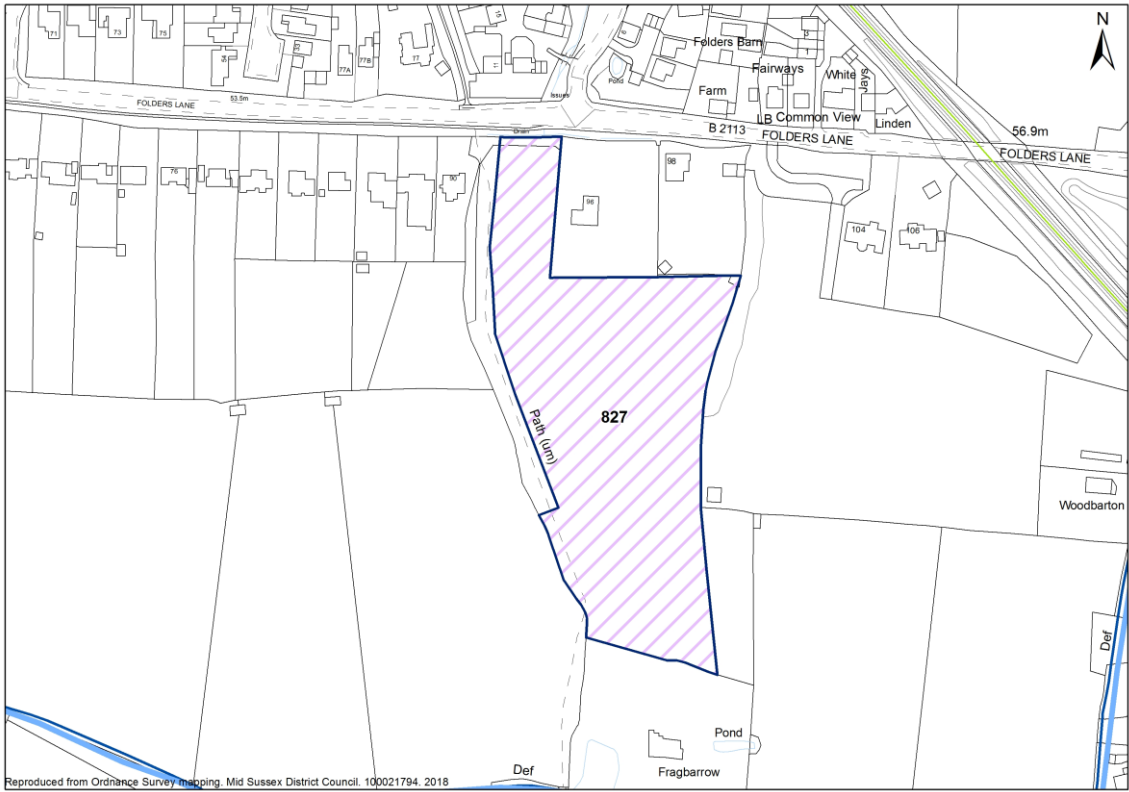 N
71
73
75
33
77A
77B
77
11
16
6
3
1
Folders Barn
Pond
Fairways
White
Jays
Farm
Issues
FOLDERS LANE
53.5m
LB
Common View
Linden
B 2113
FOLDERS LANE
56.9m
FOLDERS LANE
Drain
76
90
98
98
104
106
827
Path (um)
Woodbarton
Def
Pond
Fragbarrow
Def
Reproduced from Ordnance Survey mapping. Mid Sussex District Council. 100021794. 2018